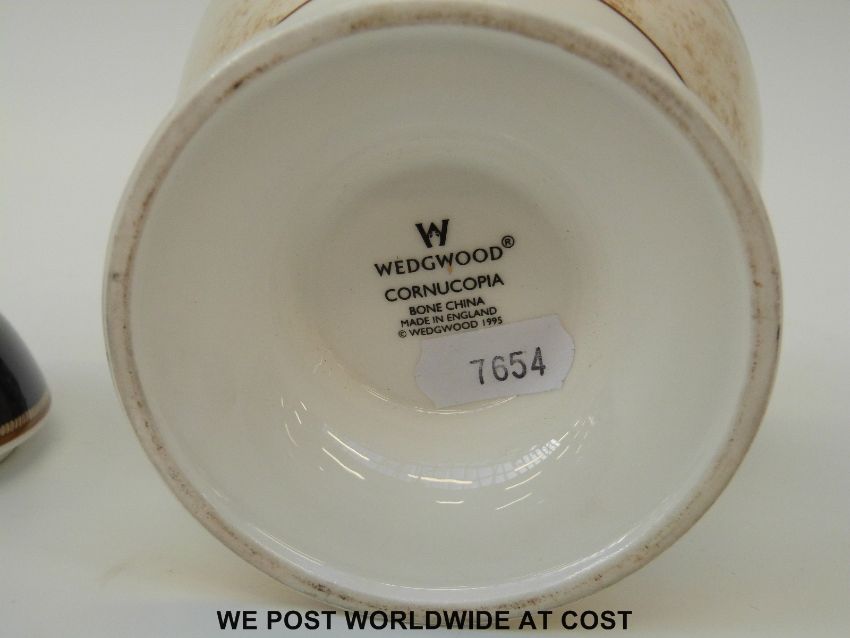 W
WEDGWOOD®
CORNUCOPIA
BONE CHINA
MADE IN ENGLAND
© WEDGWOOD 1995
7654
WE POST WORLDWIDE AT COST